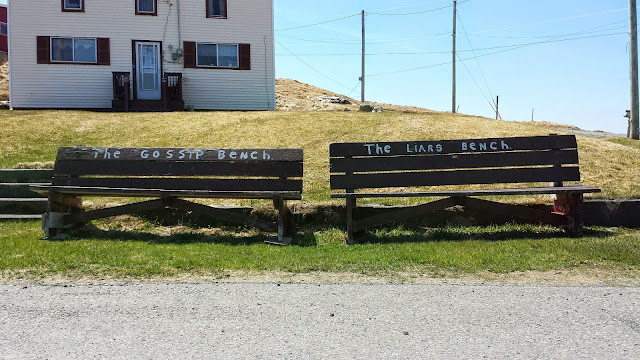 The GOSSIP BENCH
The LIARS BENCH.